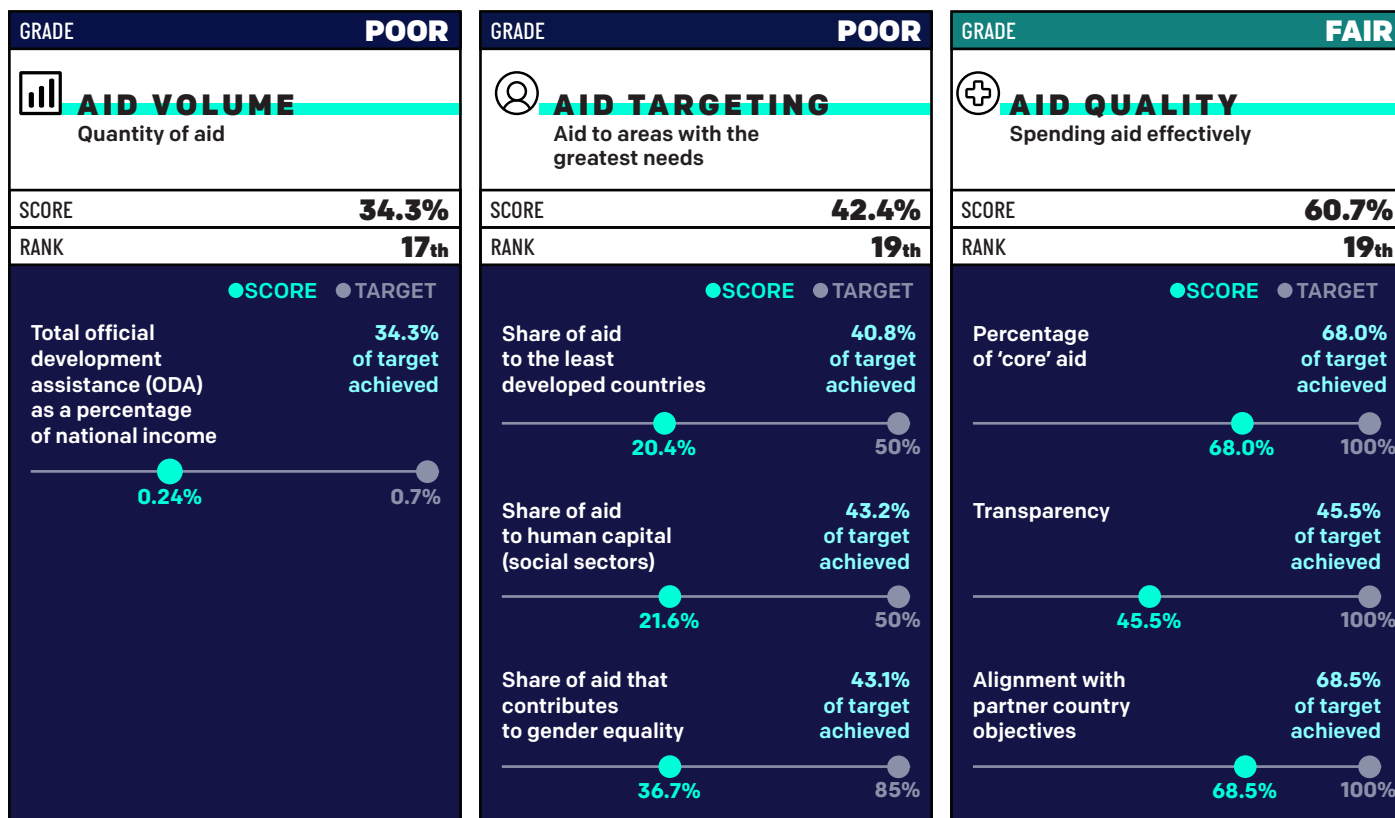 GRADE POOR
AID VOLUME
Quantity of aid
SCORE 34.3%
RANK 17th
SCORE TARGET
Total official 34.3%
development of target
assistance (ODA) achieved
as a percentage
of national income
0.24% 0.7%
GRADE POOR
AID TARGETING
Aid to areas with the
greatest needs
SCORE 42.4%
RANK 19th
SCORE TARGET
Share of aid 40.8%
to the least of target
developed countries achieved
20.4% 50%
Share of aid 43.2%
to human capital of target
(social sectors) achieved
21.6% 50%
Share of aid that 43.1%
contributes of target
to gender equality achieved
36.7% 85%
GRADE FAIR
AID QUALITY
Spending aid effectively
SCORE 60.7%
RANK 19th
SCORE TARGET
Percentage 68.0%
of ‘core’ aid of target
achieved
68.0% 100%
Transparency 45.5%
of target
achieved
45.5% 100%
Alignment with 68.5%
partner country of target
objectives achieved
68.5% 100%